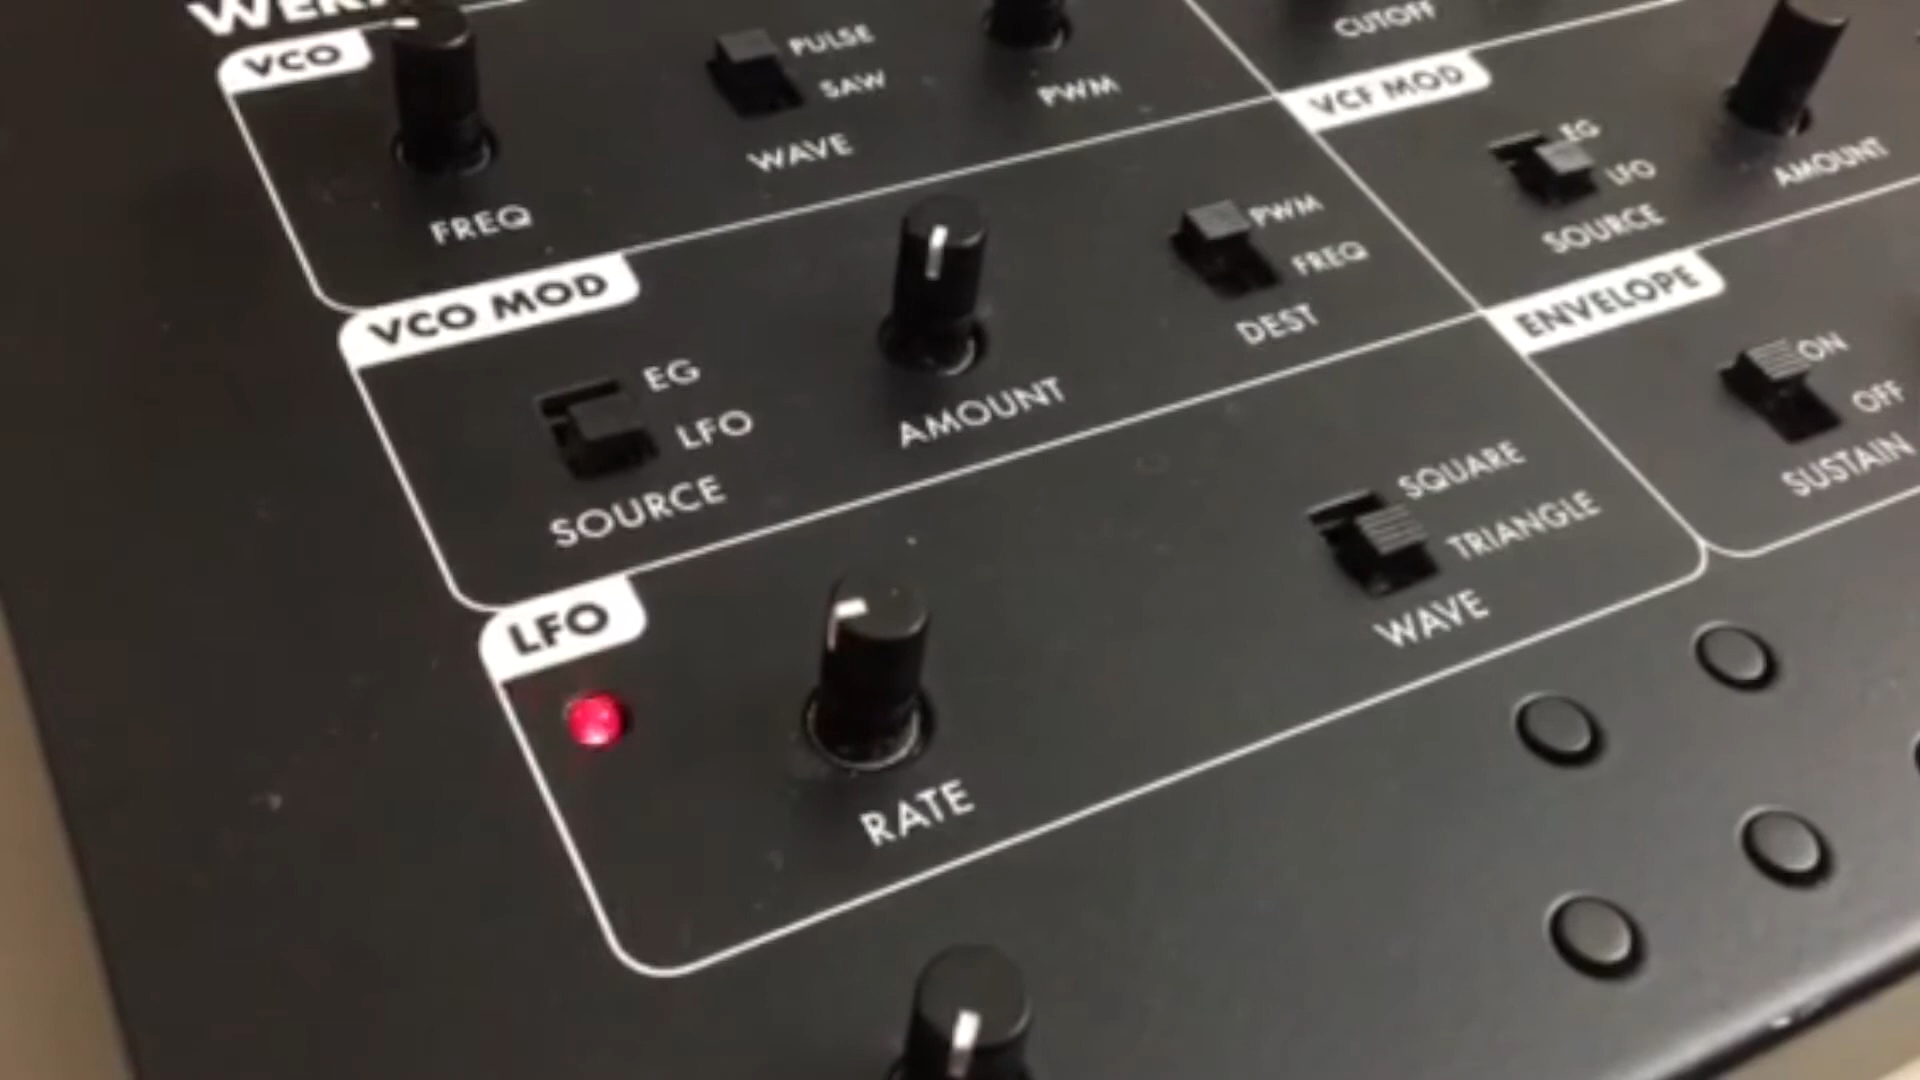 VCO
PULSE
SAW
WAVE
FREQ
PWM
CUTOFF
VCF MOD
EG
LFO
SOURCE
AMOUNT
VCO MOD
EG
LFO
SOURCE
AMOUNT
PWM
FREQ
DEST
ENVELOPE
ON
OFF
SUSTAIN
LFO
RATE
SQUARE
TRIANGLE
WAVE